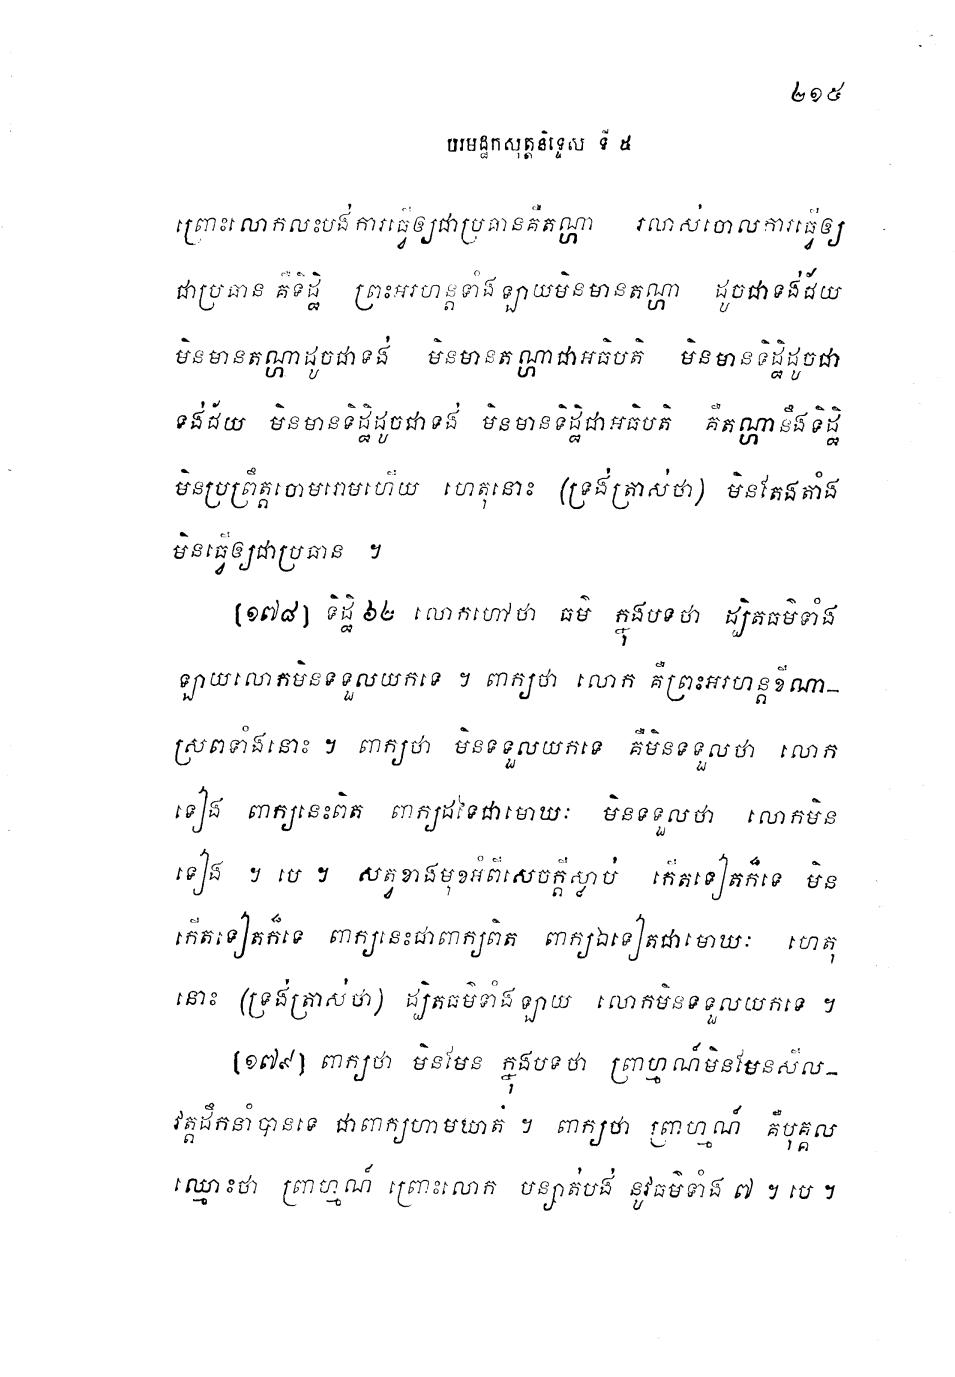 ២១៥
បរមដ្ឋកសុត្តនិទ្ទេស ទី ៥
ព្រោះលោកលះបង់ការធ្វើឲ្យជាប្រធានគឺតណ្ហា រលាស់ចោលការធ្វើឲ្យ
ជាប្រធាន គឺទិដ្ឋិ ព្រះអរហន្តទាំងឡាយមិនមានតណ្ហា ដូចជាទង់ជ័យ
មិនមានតណ្ហាដូចជាទង់ មិនមានតណ្ហាជាអធិបតិ មិនមានទិដ្ឋិដូចជា
ទង់ជ័យ មិនមានទិដ្ឋិដូចជាទង់ មិនមានទិដ្ឋិជាអធិបតិ គឺតណ្ហានឹងទិដ្ឋិ
មិនប្រព្រឹត្តចោមរោមហើយ ហេតុនោះ (ទ្រង់ត្រាស់ថា) មិនតែងតាំង
មិនធ្វើឲ្យជាប្រធាន ។
[១៧៨] ទិដ្ឋិ ៦២ លោកហៅថា ធម៌ ក្នុងបទថា ដ្បិតធម៌ទាំង
ឡាយលោកមិនទទួលយកទេ ។ ពាក្យថា លោក គឺព្រះអរហន្តខីណា-
ស្រពទាំងនោះ ។ ពាក្យថា មិនទទួលយកទេ គឺមិនទទួលថា លោក
ទៀង ពាក្យនេះពិត ពាក្យដទៃជាមោឃៈ មិនទទួលថា លោកមិន
ទៀង ។ បេ ។ សត្វខាងមុខអំពីសេចក្តីស្លាប់ កើតទៀតក៏ទេ មិន
កើតទៀតក៏ទេ ពាក្យនេះជាពាក្យពិត ពាក្យឯទៀតជាមោឃៈ ហេតុ
នោះ (ទ្រង់ត្រាស់ថា) ដ្បិតធម៌ទាំងឡាយ លោកមិនទទួលយកទេ ។
[១៧៩] ពាក្យថា មិនមែន ក្នុងបទថា ព្រាហ្មណ៍មិនមែនសីល-
វត្តដឹកនាំបានទេ ជាពាក្យហាមឃាត់ ។ ពាក្យថា ព្រាហ្មណ៍ គឺបុគ្គល
ឈ្មោះថា ព្រាហ្មណ៍ ព្រោះលោក បន្សាត់បង់ នូវធម៌ទាំង ៧ ។ បេ ។